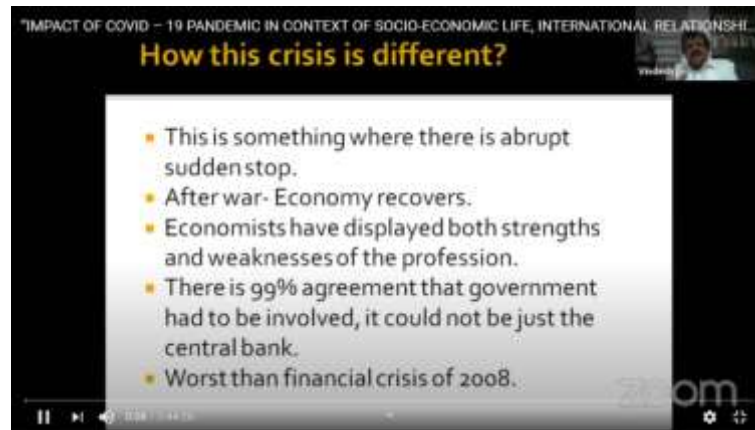 "IMPACT OF COVID – 19 PANDEMIC IN CONTEXT OF SOCIO-ECONOMIC LIFE, INTERNATIONAL RELATIONSHI...
How this crisis is different?
This is something where there is abrupt
sudden stop.
After war- Economy recovers.
Economists have displayed both strengths
and weaknesses of the profession.
There is 99% agreement that government
had to be involved, it could not be just the
central bank.
Worst than financial crisis of 2008.
zoom